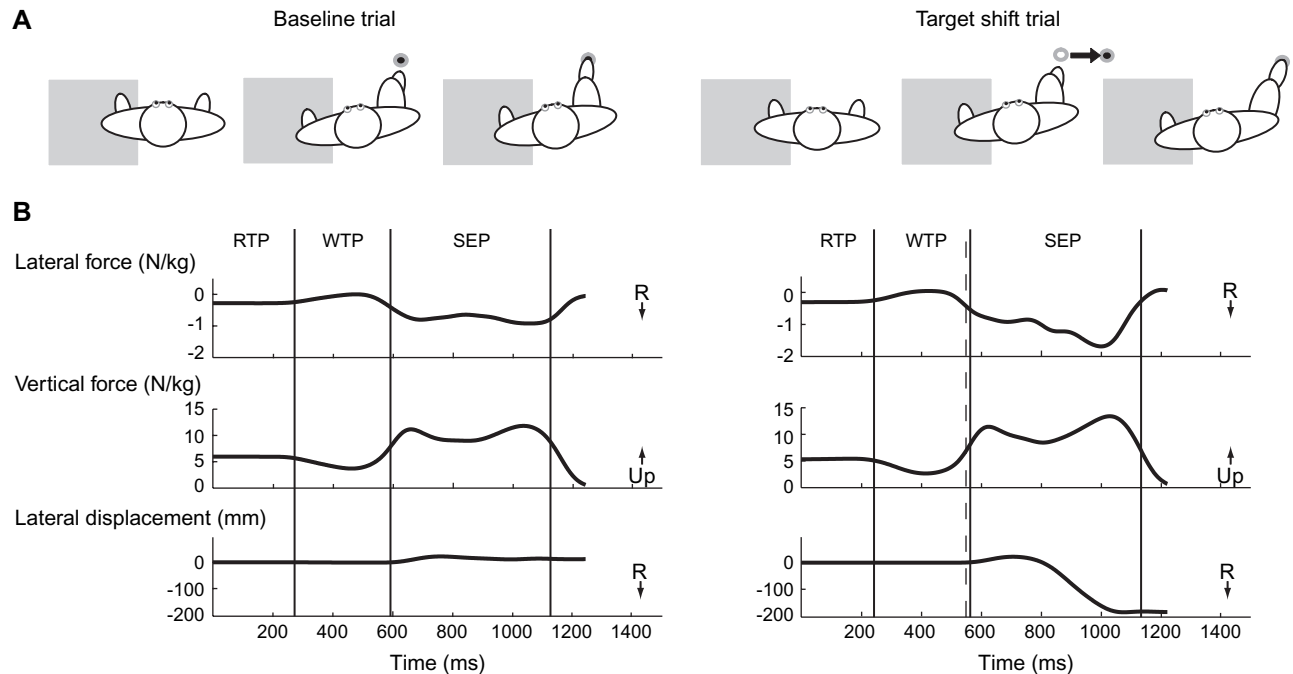 A
Baseline trial
Target shift trial
B
RTP WTP SEP
RTP WTP SEP
Lateral force (N/kg)
0
-1
-2
R
0
-1
-2
R
Vertical force (N/kg)
15
10
5
0
Up
15
10
5
0
Up
Lateral displacement (mm)
0
-100
-200
R
0
-100
-200
R
200 400 600 800 1000 1200 1400
200 400 600 800 1000 1200 1400
Time (ms)
Time (ms)